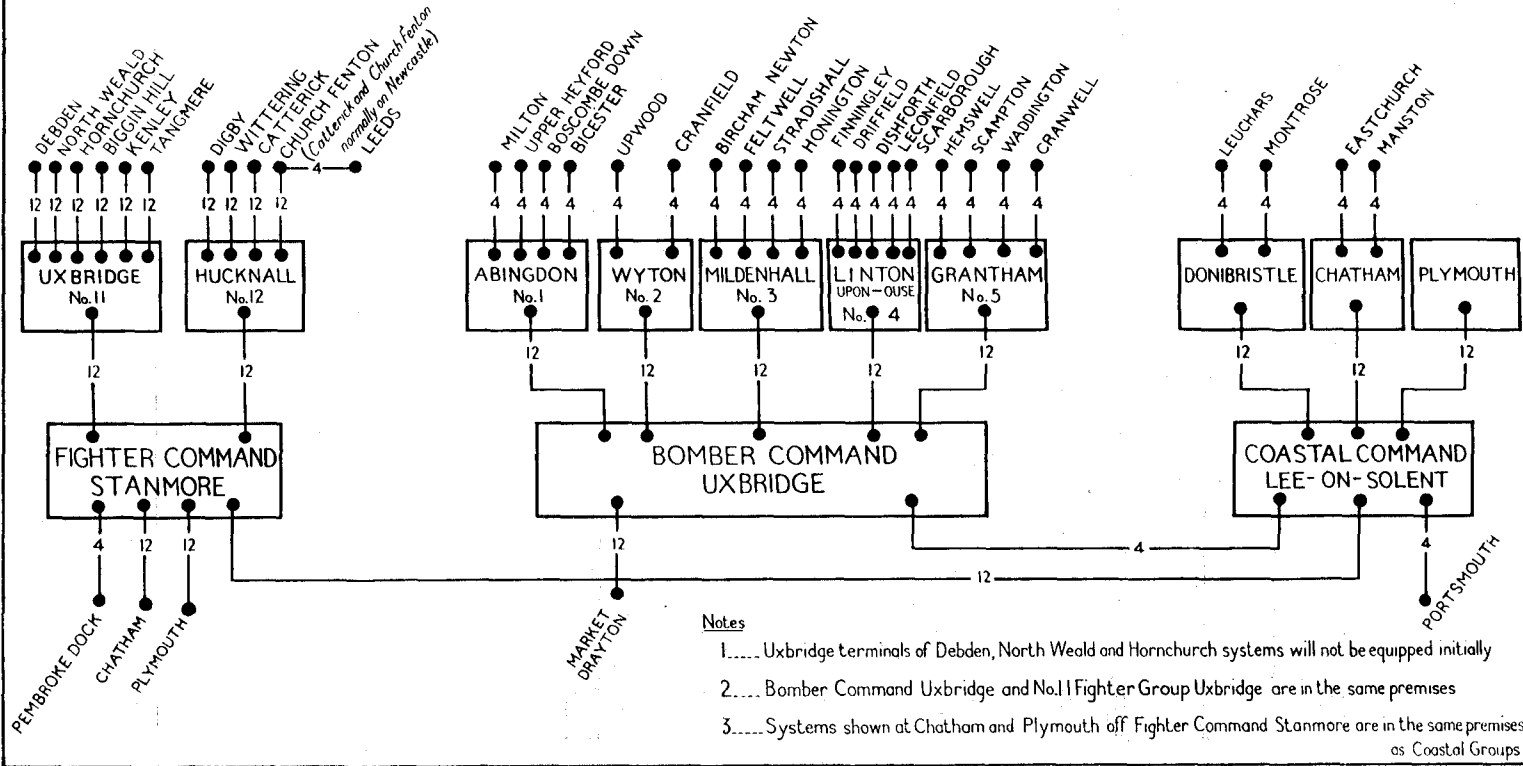 DEBDEN
NORTH WEALD
HORNCHURCH
BIGGIN HILL
KENLEY
TANGMERE
DIGBY
WITTERING
CATTERICK
CHURCH FENTON
(Catterick and Church Fenton
normally on Newcastle)
LEEDS
MILTON
UPPER HEYFORD
BOSCOMBE DOWN
BICESTER
UPWOOD
CRANFIELD
BIRCHAM NEWTON
FELTWELL
STRADISHALL
HONINGTON
FINNINGLEY
DRIFFIELD
DISHFORTH
LECONFIELD
SCARBOROUGH
HEMSWELL
SCAMPTON
WADDINGTON
CRANWELL
LEUCHARS
MONTROSE
EASTCHURCH
MANSTON
4
12 12 12 12 12 12 12 12 12 12 4 4 4 4 4 4 4 4 4 4 4 4 4 4 4 4 4 4 4 4 4 4 4
UXBRIDGE
No.11
HUCKNALL
No.12
ABINGDON
No.1
WYTON
No.2
MILDENHALL
No.3
LINTON
UPON-OUSE
No. 4
GRANTHAM
No.5
DONIBRISTLE
CHATHAM
PLYMOUTH
12 12 12 12 12 12 12 12 12 12
FIGHTER COMMAND
STANMORE
BOMBER COMMAND
UXBRIDGE
COASTAL COMMAND
LEE-ON-SOLENT
4 12 12 12 4 4
12
PEMBROKE DOCK
CHATHAM
PLYMOUTH
MARKET
DRAYTON
PORTSMOUTH
Notes
1..... Uxbridge terminals of Debden, North Weald and Hornchurch systems will not be equipped initially
2.... Bomber Command Uxbridge and No.11 Fighter Group Uxbridge are in the same premises
3..... Systems shown at Chatham and Plymouth off Fighter Command Stanmore are in the same premises
as Coastal Groups